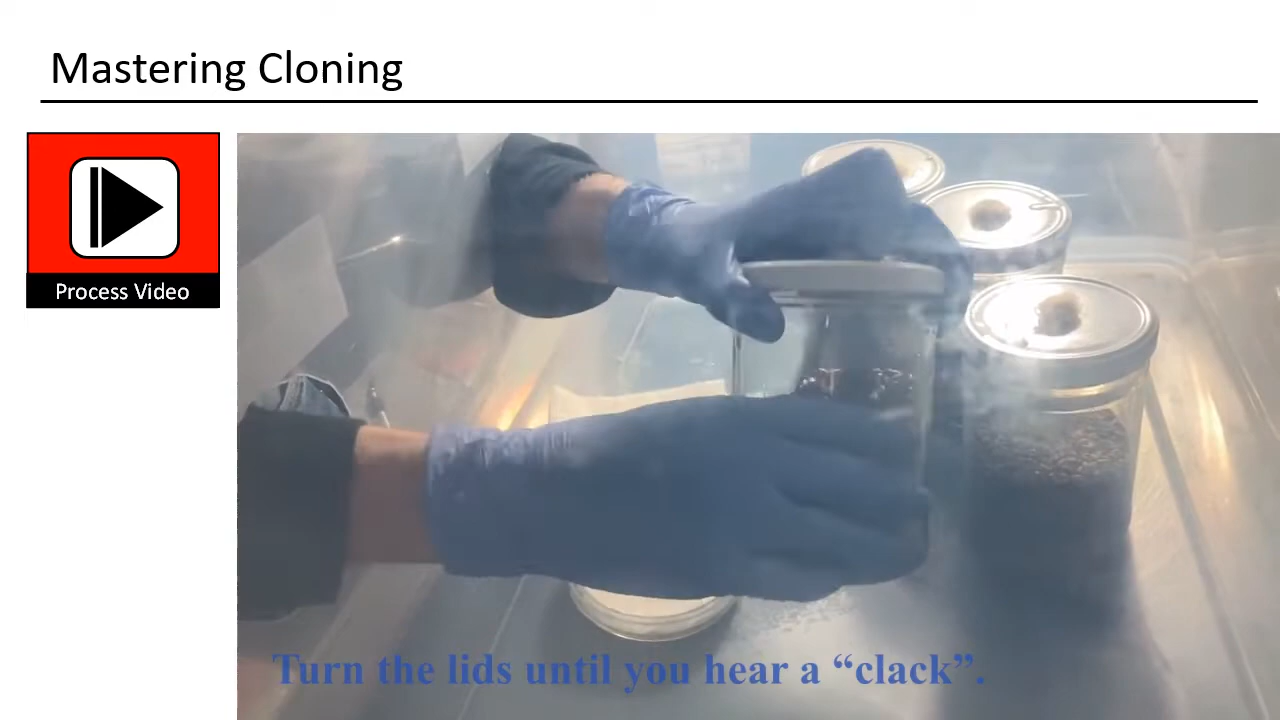 Mastering Cloning
Process Video
Turn the lids until you hear a “clack”.